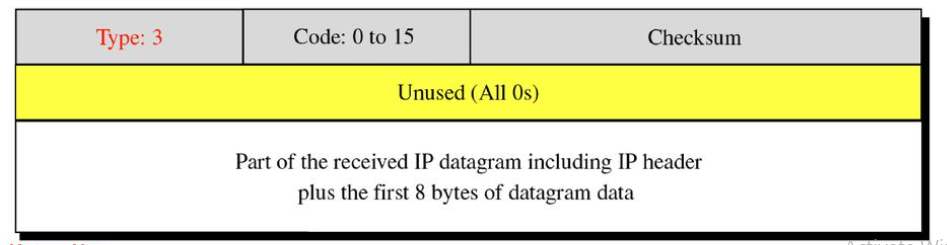 Type: 3
Code: 0 to 15
Checksum
Unused (All 0s)
Part of the received IP datagram including IP header
plus the first 8 bytes of datagram data